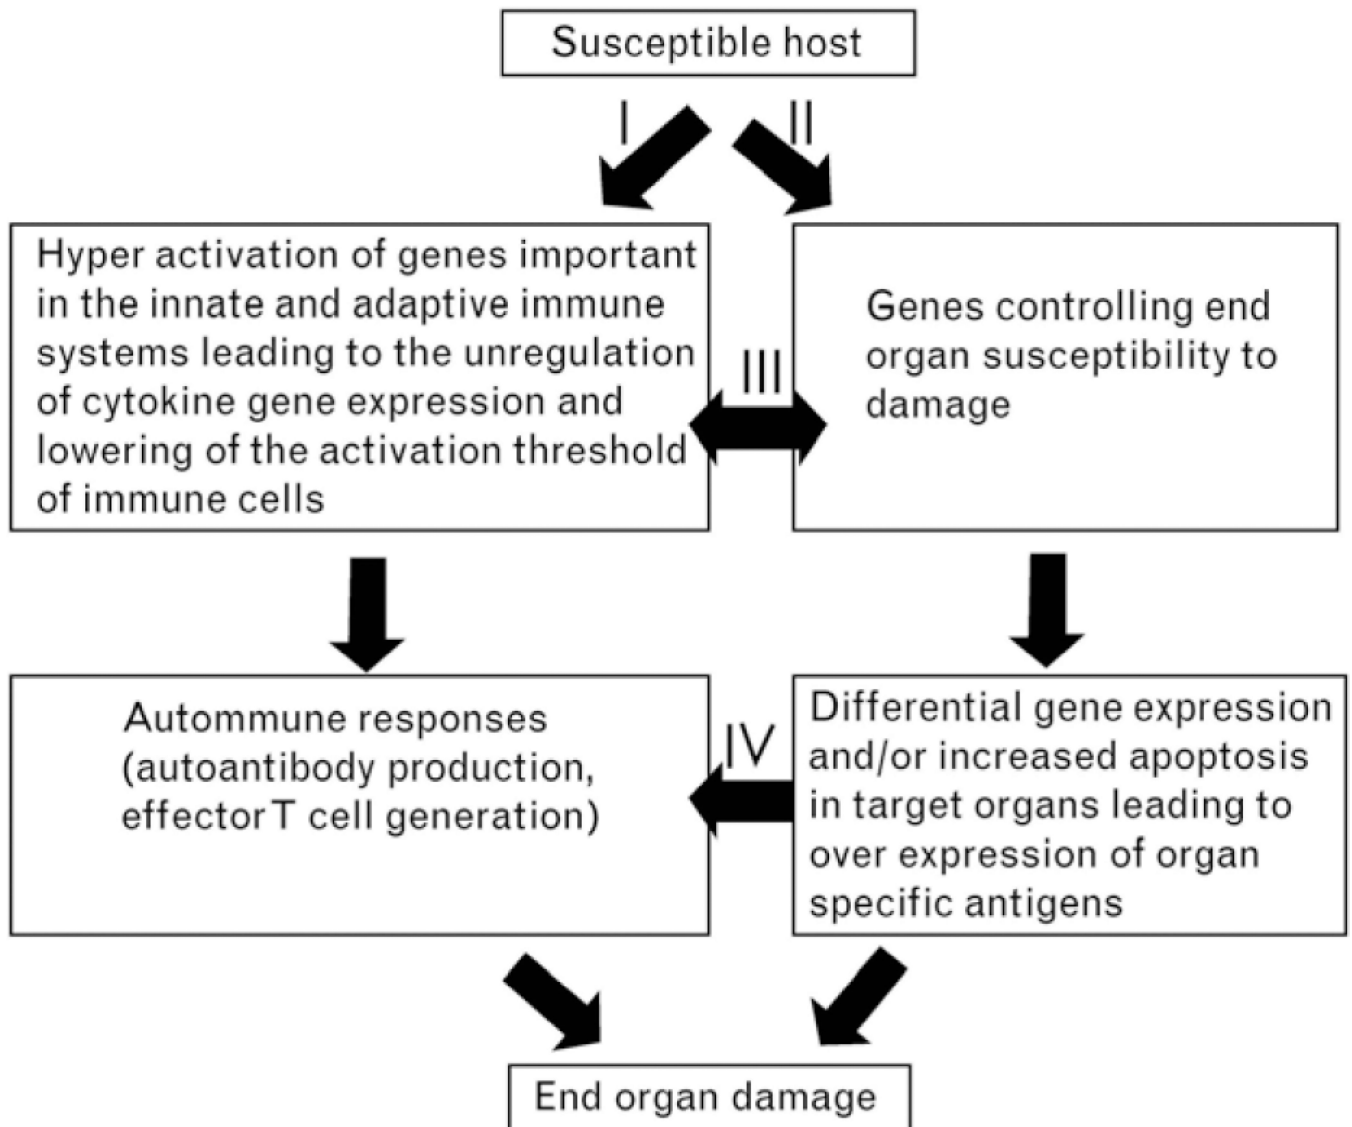 Susceptible host
I
II
Hyper activation of genes important
in the innate and adaptive immune
systems leading to the unregulation
of cytokine gene expression and
lowering of the activation threshold
of immune cells
III
Genes controlling end
organ susceptibility to
damage
Autommune responses
(autoantibody production,
effector T cell generation)
IV
Differential gene expression
and/or increased apoptosis
in target organs leading to
over expression of organ
specific antigens
End organ damage